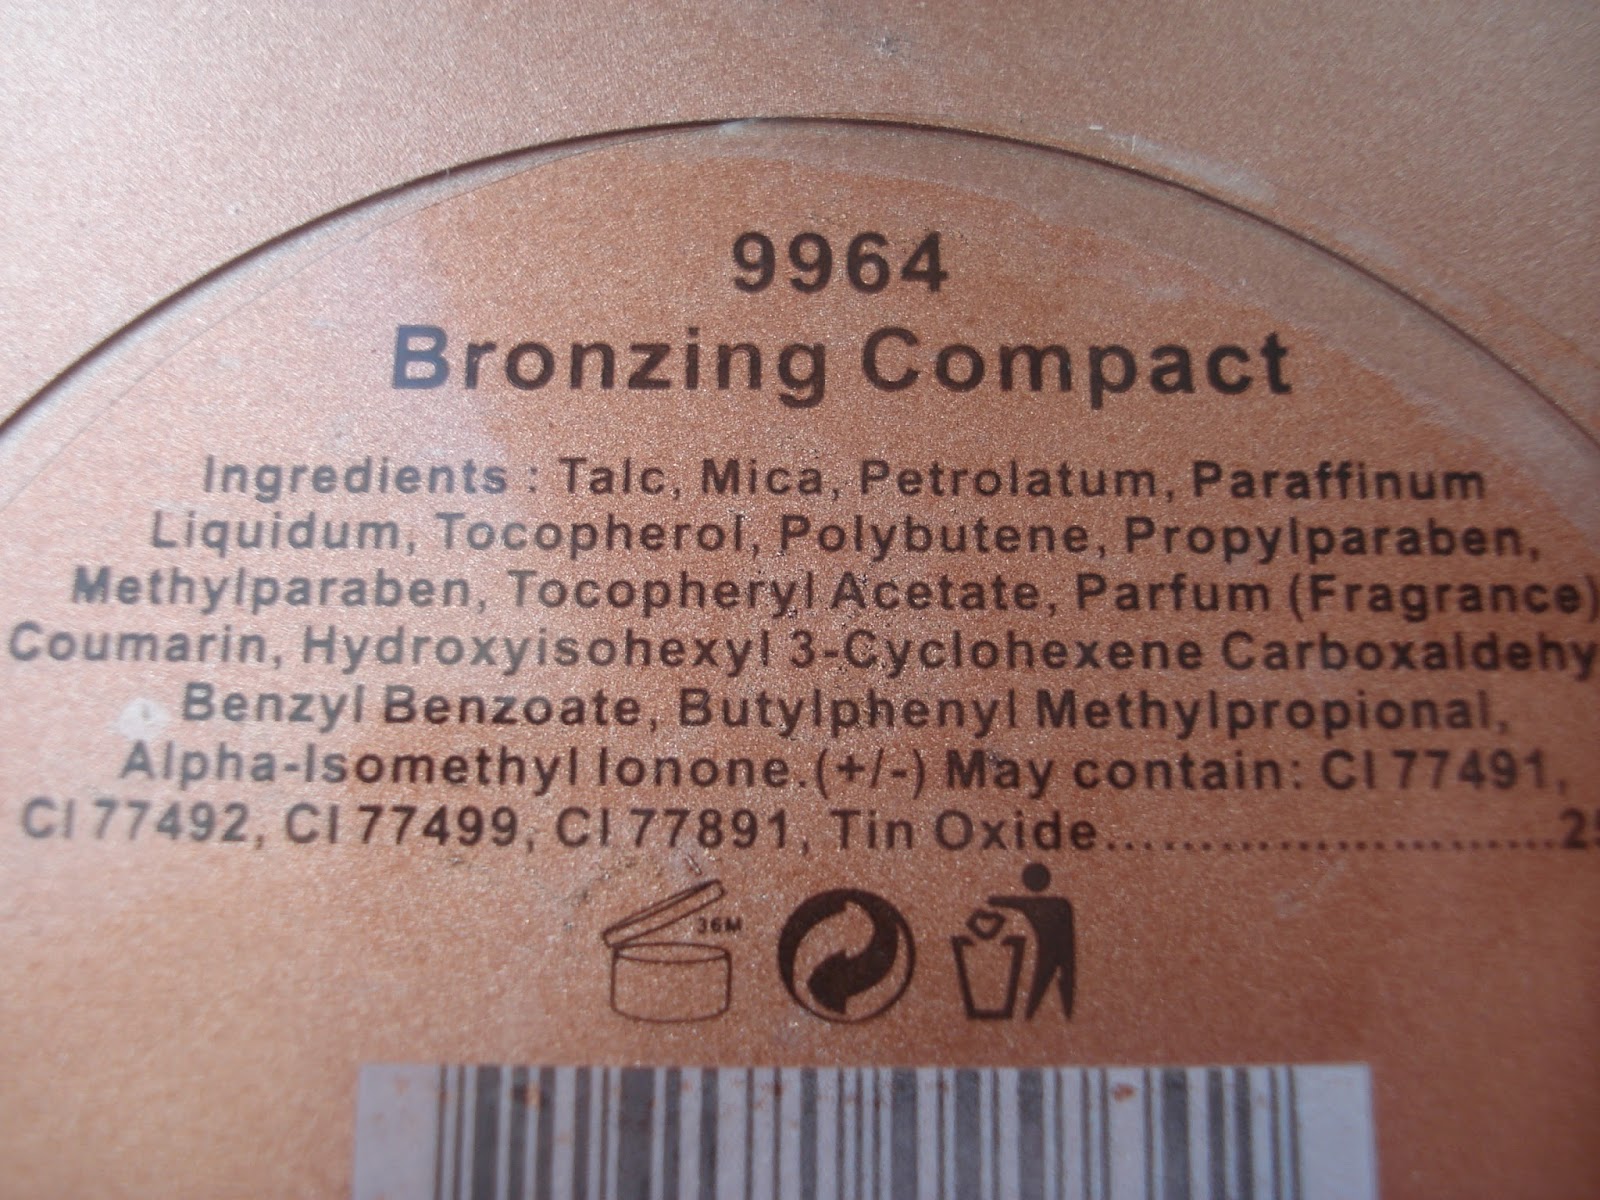 9964
Bronzing Compact
Ingredients : Talc, Mica, Petrolatum, Paraffinum
Liquidum, Tocopherol, Polybutene, Propylparaben,
Methylparaben, Tocopheryl Acetate, Parfum (Fragrance)
Coumarin, Hydroxyisohexyl 3-Cyclohexene Carboxaldehy
Benzyl Benzoate, Butylphenyl Methylpropional,
Alpha-Isomethyl Ionone.(+/-) May contain: CI 77491,
CI 77492, CI 77499, CI 77891, Tin Oxide............................
36M